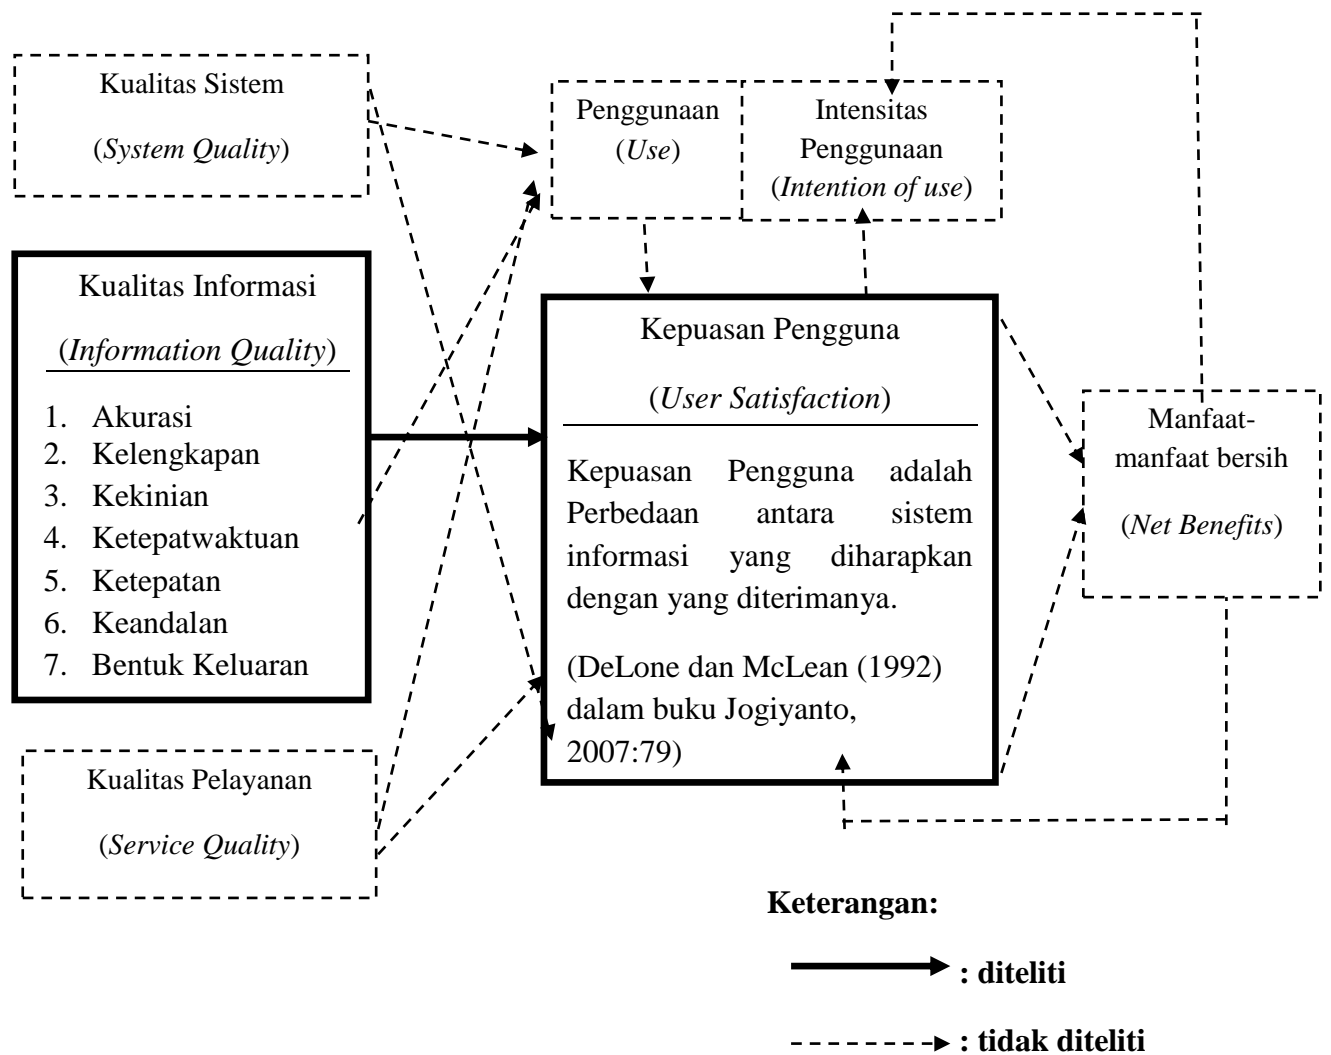 Kualitas Sistem
(System Quality)
Penggunaan
(Use)
Intensitas
Penggunaan
(Intention of use)
Kualitas Informasi
(Information Quality)
1. Akurasi
2. Kelengkapan
3. Kekinian
4. Ketepatwaktuan
5. Ketepatan
6. Keandalan
7. Bentuk Keluaran
Kepuasan Pengguna
(User Satisfaction)
Kepuasan Pengguna adalah
Perbedaan antara sistem
informasi yang diharapkan
dengan yang diterimanya.
(DeLone dan McLean (1992)
dalam buku Jogiyanto,
2007:79)
Manfaat-
manfaat bersih
(Net Benefits)
Kualitas Pelayanan
(Service Quality)
Keterangan:
: diteliti
: tidak diteliti